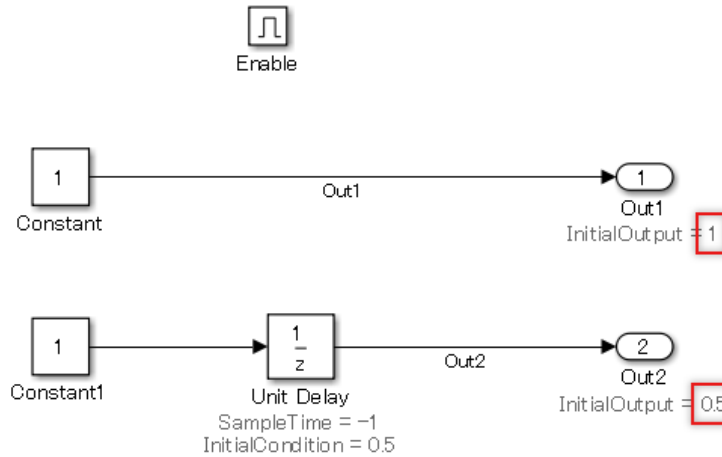 Enable
1
Constant
Out1
1
Out1
InitialOutput = 1
1
Constant1
1
z
Unit Delay
SampleTime = -1
InitialCondition = 0.5
Out2
2
Out2
InitialOutput = 0.5